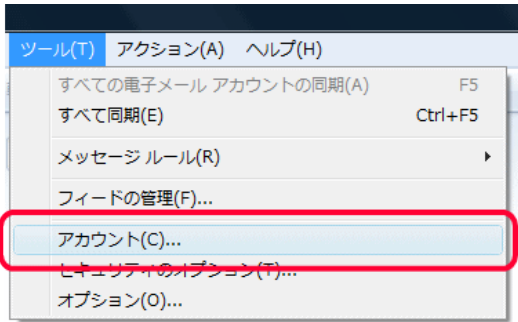 ツール(T) アクション(A) ヘルプ(H)
すべての電子メール アカウントの同期(A) F5
すべて同期(E) Ctrl+F5
メッセージ ルール(R)
フィードの管理(F)...
アカウント(C)...
セキュリティのオプション(T)...
オプション(O)...